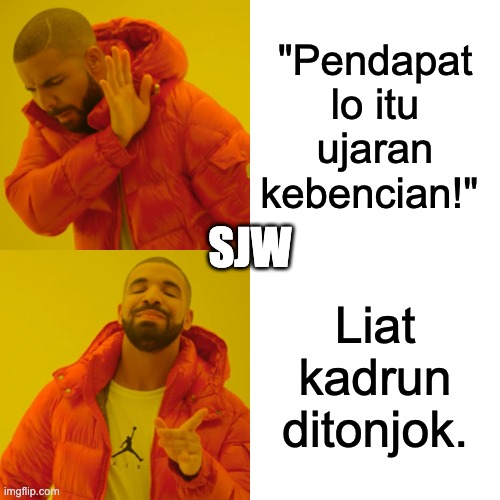 "Pendapat
lo itu
ujaran
kebencian!"
SJW
Liat
kadrun
ditonjok.
imgflip.com